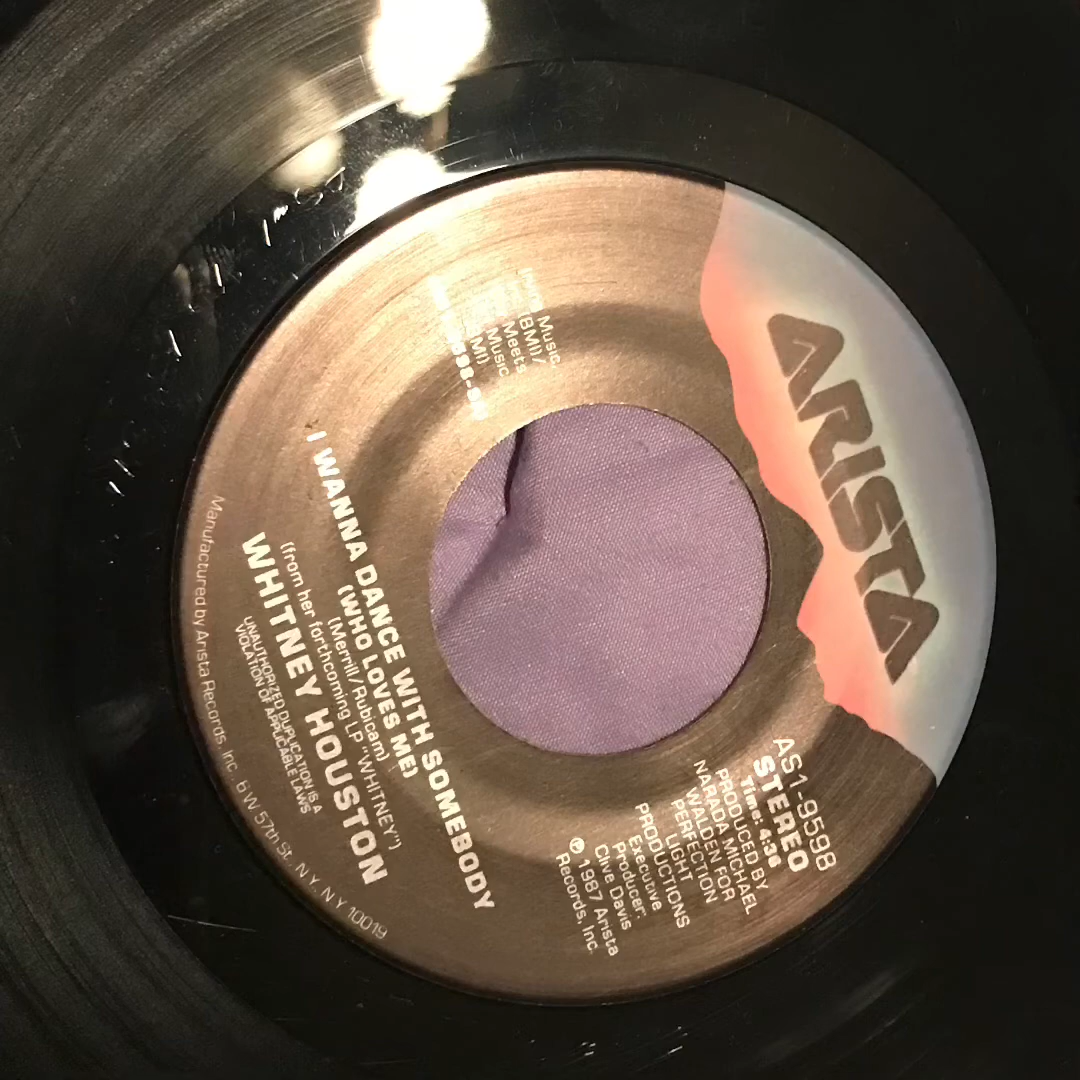 ARISTA
Music,
(BMI)/
Meets
Music
AS1-9598
STEREO
Time: 4:36
PRODUCED BY
NARADA MICHAEL
WALDEN FOR
PERFECTION
LIGHT
PRODUCTIONS
Executive
Producer:
Clive Davis
℗ 1987 Arista
Records, Inc.
I WANNA DANCE WITH SOMEBODY
(WHO LOVES ME)
(Merrill/Rubicam)
(from her forthcoming LP "WHITNEY")
WHITNEY HOUSTON
UNAUTHORIZED DUPLICATION IS A
VIOLATION OF APPLICABLE LAWS
Manufactured by Arista Records, Inc. 6 W 57th St., N.Y., N.Y. 10019